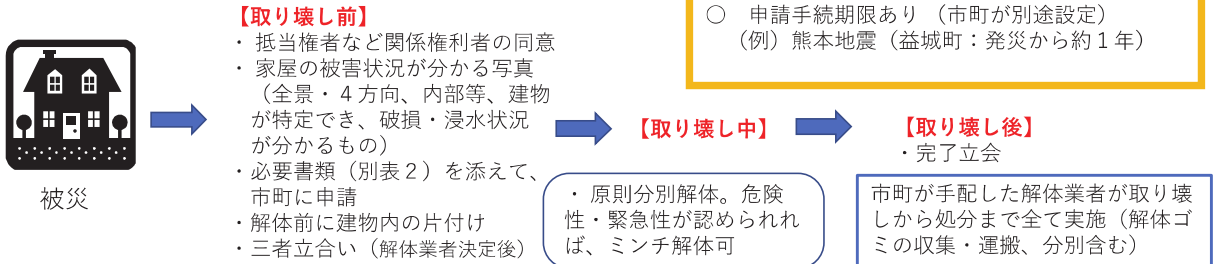 ○　申請手続期限あり （市町が別途設定）
（例）熊本地震（益城町：発災から約１年）
【取り壊し前】
・ 抵当権者など関係権利者の同意
・ 家屋の被害状況が分かる写真
（全景・４方向、内部等、建物
が特定でき、破損・浸水状況
が分かるもの）
・必要書類（別表２）を添えて、
市町に申請
・解体前に建物内の片付け
・三者立合い（解体業者決定後）
被災
【取り壊し中】
・ 原則分別解体。危険
性・緊急性が認められれ
ば、ミンチ解体可
【取り壊し後】
・完了立会
市町が手配した解体業者が取り壊
しから処分まで全て実施（解体ゴ
ミの収集・運搬、分別含む）